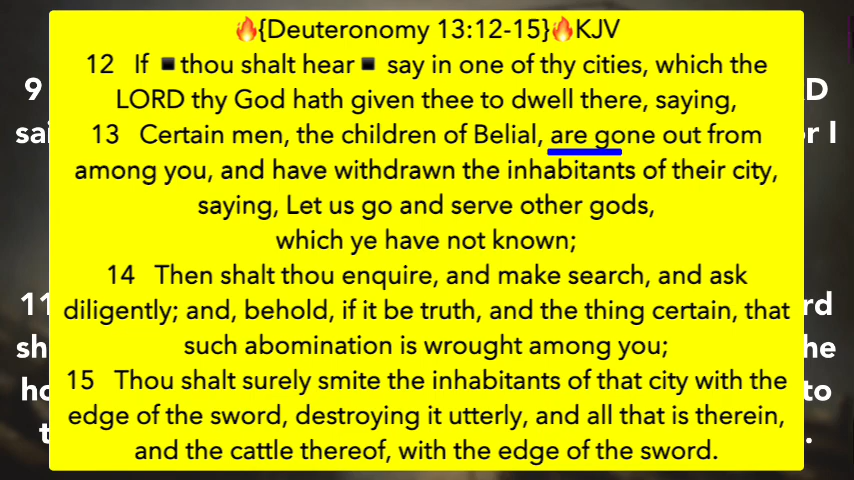 🔥{Deuteronomy 13:12-15}🔥KJV
12 If ▪thou shalt hear▪ say in one of thy cities, which the
LORD thy God hath given thee to dwell there, saying,
13 Certain men, the children of Belial, are gone out from
among you, and have withdrawn the inhabitants of their city,
saying, Let us go and serve other gods,
which ye have not known;
14 Then shalt thou enquire, and make search, and ask
diligently; and, behold, if it be truth, and the thing certain, that
such abomination is wrought among you;
15 Thou shalt surely smite the inhabitants of that city with the
edge of the sword, destroying it utterly, and all that is therein,
and the cattle thereof, with the edge of the sword.
9
11
to